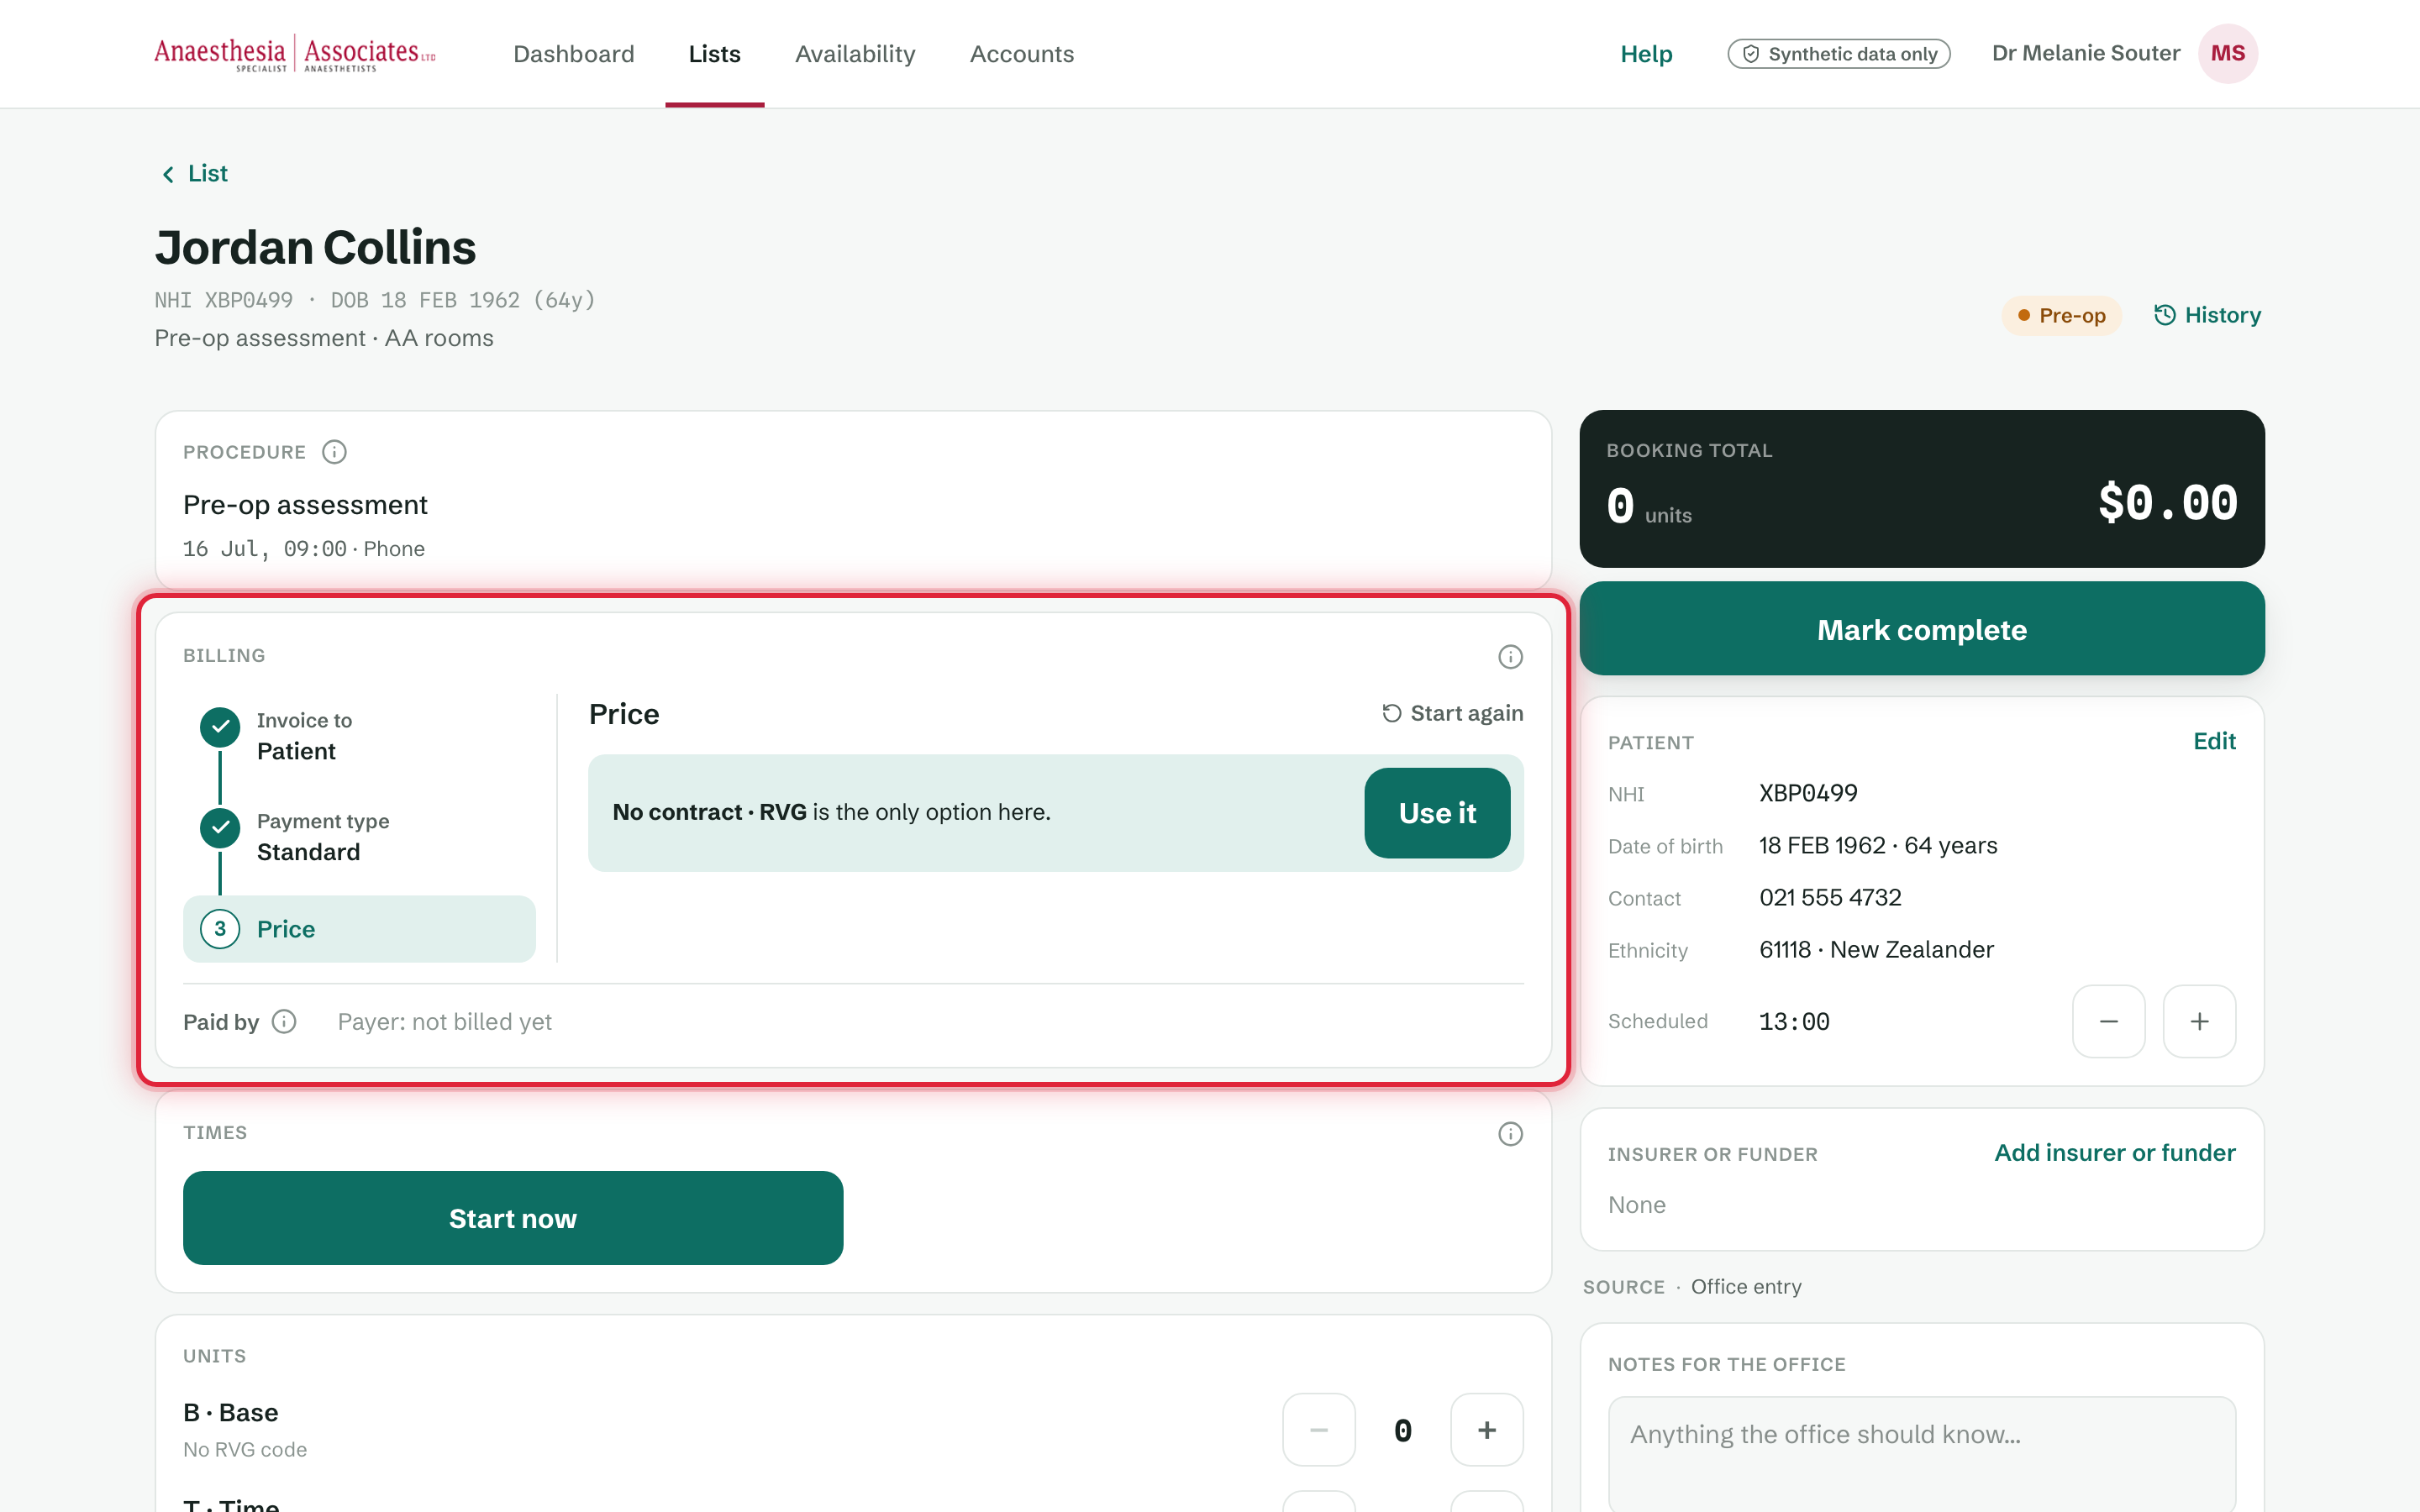 Anaesthesia Associates LTD
SPECIALIST ANAESTHETISTS
Dashboard
Lists
Availability
Accounts
Help
Synthetic data only
Dr Melanie Souter
MS
List
Jordan Collins
NHI XBP0499 · DOB 18 FEB 1962 (64y)
Pre-op assessment · AA rooms
Pre-op
History
PROCEDURE
Pre-op assessment
16 Jul, 09:00 · Phone
BILLING
Invoice to
Patient
Payment type
Standard
3 Price
Price
Start again
No contract · RVG is the only option here.
Use it
Paid by
Payer: not billed yet
TIMES
Start now
UNITS
B · Base
No RVG code
− 0 +
T · Time
BOOKING TOTAL
0 units
$0.00
Mark complete
PATIENT
Edit
NHI XBP0499
Date of birth 18 FEB 1962 · 64 years
Contact 021 555 4732
Ethnicity 61118 · New Zealander
Scheduled 13:00 − +
INSURER OR FUNDER
Add insurer or funder
None
SOURCE · Office entry
NOTES FOR THE OFFICE
Anything the office should know...